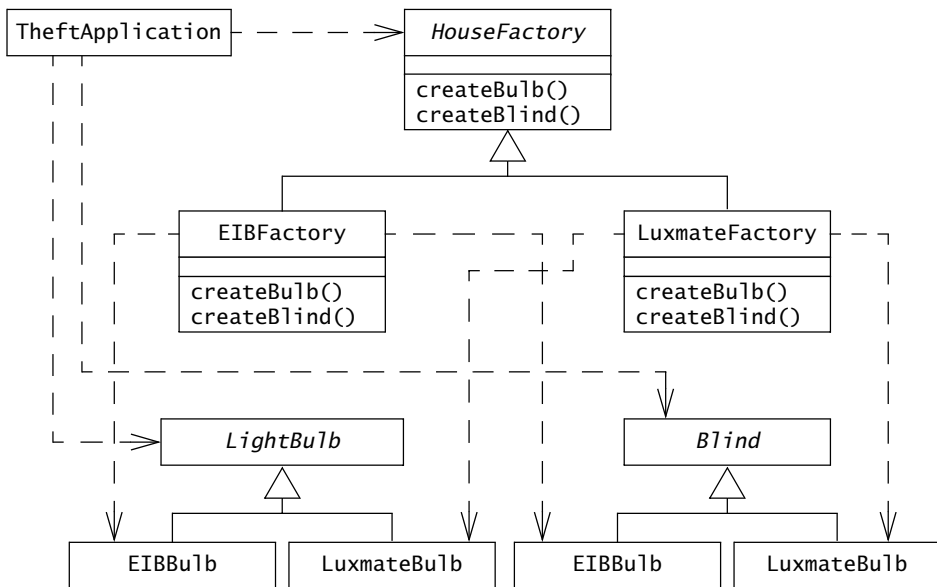 TheftApplication
HouseFactory
createBulb()
createBlind()
EIBFactory
createBulb()
createBlind()
LuxmateFactory
createBulb()
createBlind()
LightBulb
Blind
EIBBulb
LuxmateBulb
EIBBulb
LuxmateBulb